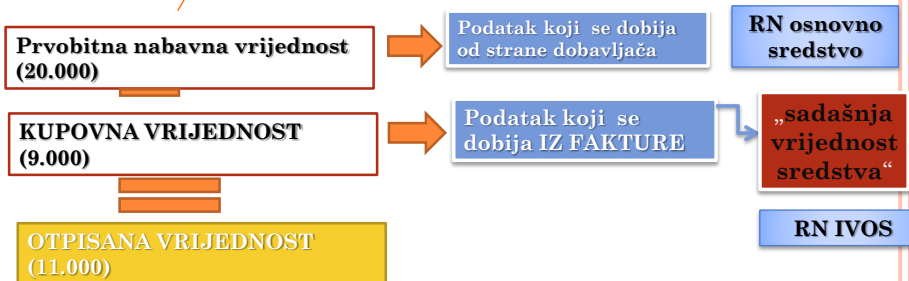 Prvobitna nabavna vrijednost
(20.000)
Podatak koji se dobija
od strane dobavljača
RN osnovno
sredstvo
KUPOVNA VRIJEDNOST
(9.000)
Podatak koji se
dobija IZ FAKTURE
„sadašnja
vrijednost
sredstva“
OTPISANA VRIJEDNOST
(11.000)
RN IVOS